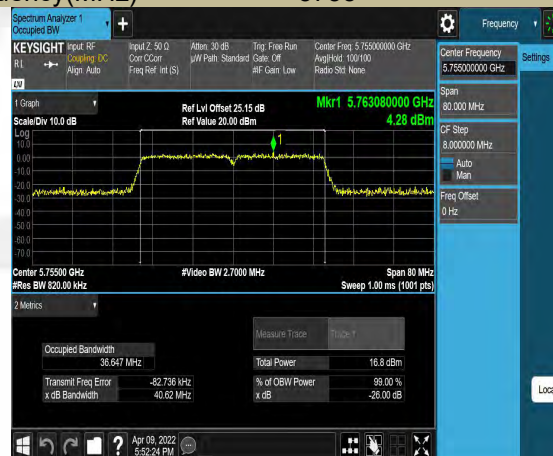 Spectrum Analyzer 1
Occupied BW
Frequency
KEYSIGHT Input: RF Input Z: 50 Ω Atten: 30 dB Trig: Free Run Center Freq: 5.755000000 GHz
RL Coupling: DC Corr CCorr µW Path: Standard Gate: Off Avg|Hold: 100/100
Align: Auto Freq Ref: Int (S) #IF Gain: Low Radio Std: None
LXI
1 Graph
Ref Lvl Offset 25.15 dB Mkr1 5.763080000 GHz
Scale/Div 10.0 dB Ref Value 20.00 dBm 4.28 dBm
Log
10.0
0.00
-10.0
-20.0
-30.0
-40.0
-50.0
-60.0
-70.0
1
Center 5.75500 GHz #Video BW 2.7000 MHz Span 80 MHz
#Res BW 820.00 kHz Sweep 1.00 ms (1001 pts)
2 Metrics
Measure Trace Trace 1
Occupied Bandwidth
36.647 MHz Total Power 16.8 dBm
Transmit Freq Error -82.736 kHz % of OBW Power 99.00 %
x dB Bandwidth 40.62 MHz x dB -26.00 dB
Apr 09, 2022
5:52:24 PM
Center Frequency
5.755000000 GHz
Settings
Span
80.000 MHz
CF Step
8.000000 MHz
Auto
Man
Freq Offset
0 Hz